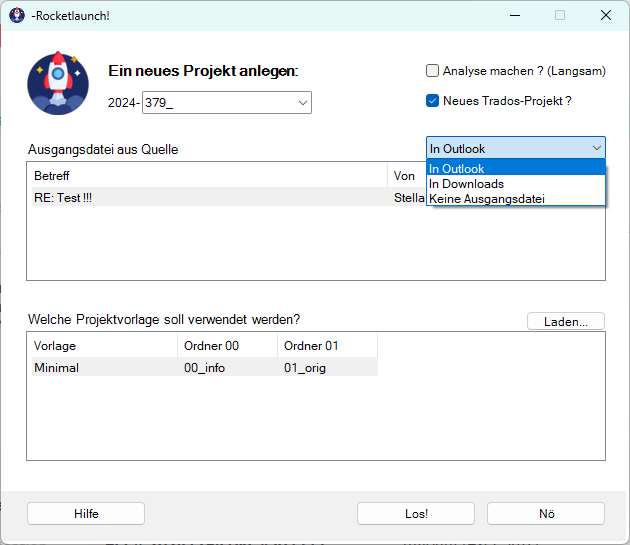 -Rocketlaunch!
Ein neues Projekt anlegen:
Analyse machen ? (Langsam)
2024- 379_
Neues Trados-Projekt ?
Ausgangsdatei aus Quelle
In Outlook
In Outlook
In Downloads
Keine Ausgangsdatei
Betreff Von
RE: Test !!! Stella
Welche Projektvorlage soll verwendet werden?
Laden...
Vorlage Ordner 00 Ordner 01
Minimal 00_info 01_orig
Hilfe Los! Nö